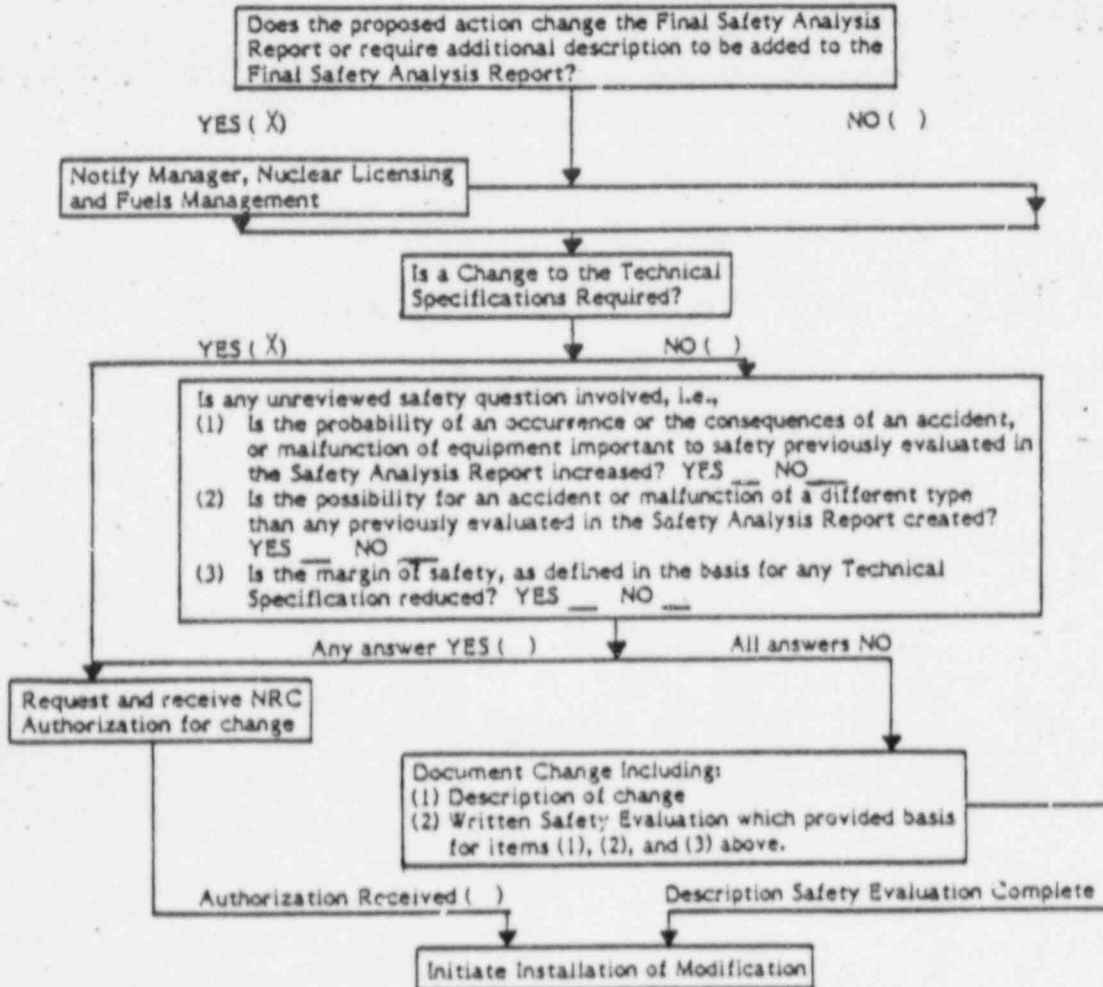 Does the proposed action change the Final Safety Analysis
Report or require additional description to be added to the
Final Safety Analysis Report?
YES ( X )
NO ( )
Notify Manager, Nuclear Licensing
and Fuels Management
Is a Change to the Technical
Specifications Required?
YES ( X )
NO ( )
Is any unreviewed safety question involved, i.e.,
(1) Is the probability of an occurrence or the consequences of an accident,
or malfunction of equipment important to safety previously evaluated in
the Safety Analysis Report increased? YES __ NO __
(2) Is the possibility for an accident or malfunction of a different type
than any previously evaluated in the Safety Analysis Report created?
YES __ NO __
(3) Is the margin of safety, as defined in the basis for any Technical
Specification reduced? YES __ NO __
Any answer YES ( )
All answers NO
Request and receive NRC
Authorization for change
Document Change Including:
(1) Description of change
(2) Written Safety Evaluation which provided basis
for items (1), (2), and (3) above.
Authorization Received ( )
Description Safety Evaluation Complete
Initiate Installation of Modification